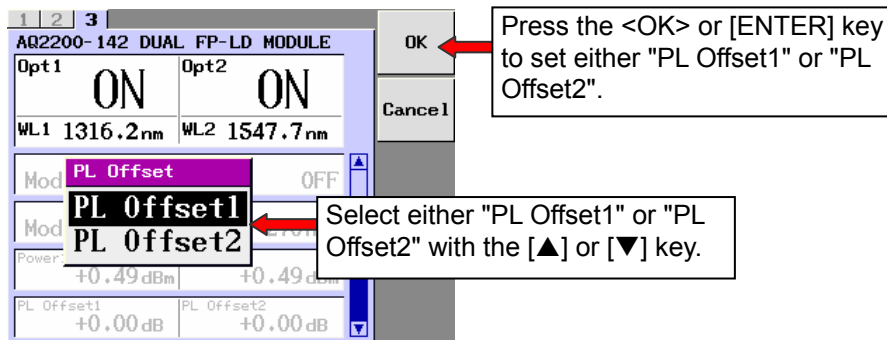 1 2 3
AQ2200-142 DUAL FP-LD MODULE
Opt1 ON Opt2 ON
WL1 1316.2nm WL2 1547.7nm
Mod OFF
PL Offset
PL Offset1
PL Offset2
Mod
Power
+0.49dBm +0.49dBm
PL Offset1 PL Offset2
+0.00dB +0.00dB
OK
Cancel
Press the <OK> or [ENTER] key
to set either "PL Offset1" or "PL
Offset2".
Select either "PL Offset1" or "PL
Offset2" with the [▲] or [▼] key.